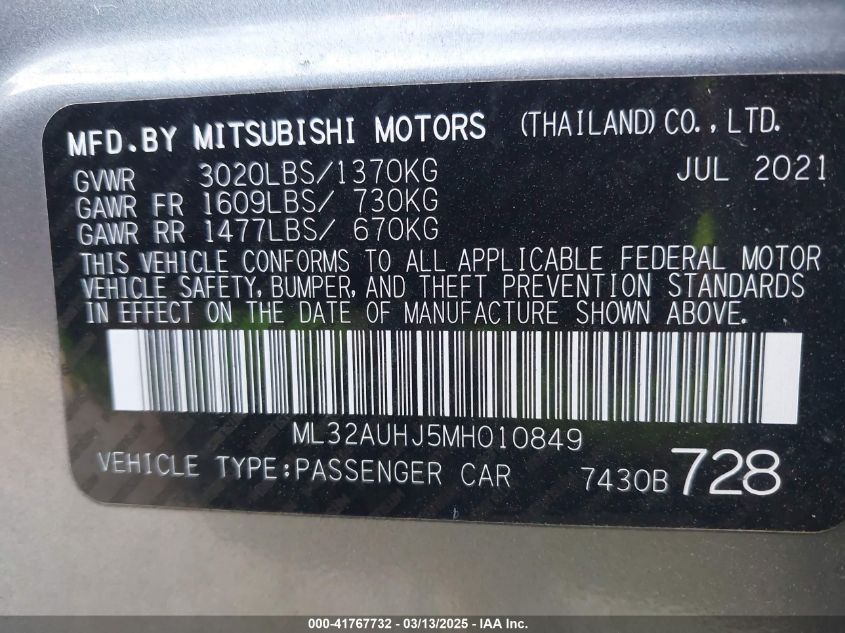 MFD.BY MITSUBISHI MOTORS (THAILAND) CO., LTD.
GVWR 3020LBS/1370KG JUL 2021
GAWR FR 1609LBS/ 730KG
GAWR RR 1477LBS/ 670KG
THIS VEHICLE CONFORMS TO ALL APPLICABLE FEDERAL MOTOR
VEHICLE SAFETY, BUMPER, AND THEFT PREVENTION STANDARDS
IN EFFECT ON THE DATE OF MANUFACTURE SHOWN ABOVE.
ML32AUHJ5MH010849
VEHICLE TYPE:PASSENGER CAR 7430B 728
000-41767732 — 03/13/2025 — IAA Inc.